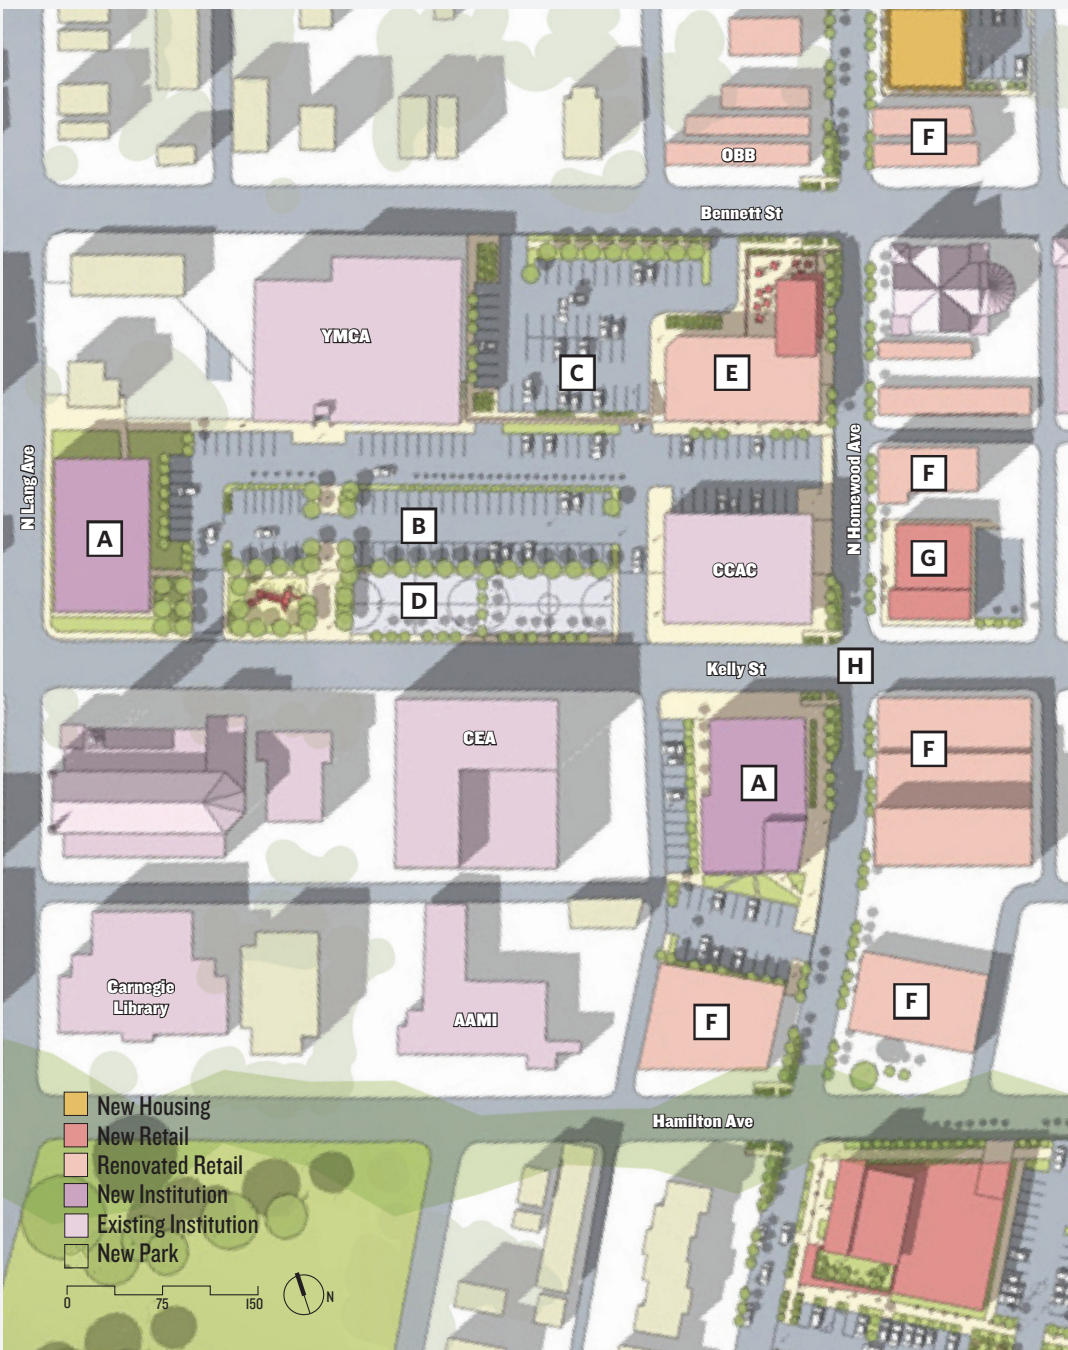 F
OBB
Bennett St
YMCA
C
E
N Lang Ave
N Homewood Ave
F
A
B
G
CCAC
D
Kelly St
H
CEA
F
A
Carnegie
Library
AAMI
F
F
New Housing
New Retail
Renovated Retail
New Institution
Existing Institution
New Park
Hamilton Ave
0 75 150
N